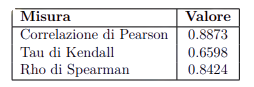 Misura Valore
Correlazione di Pearson 0.8873
Tau di Kendall 0.6598
Rho di Spearman 0.8424